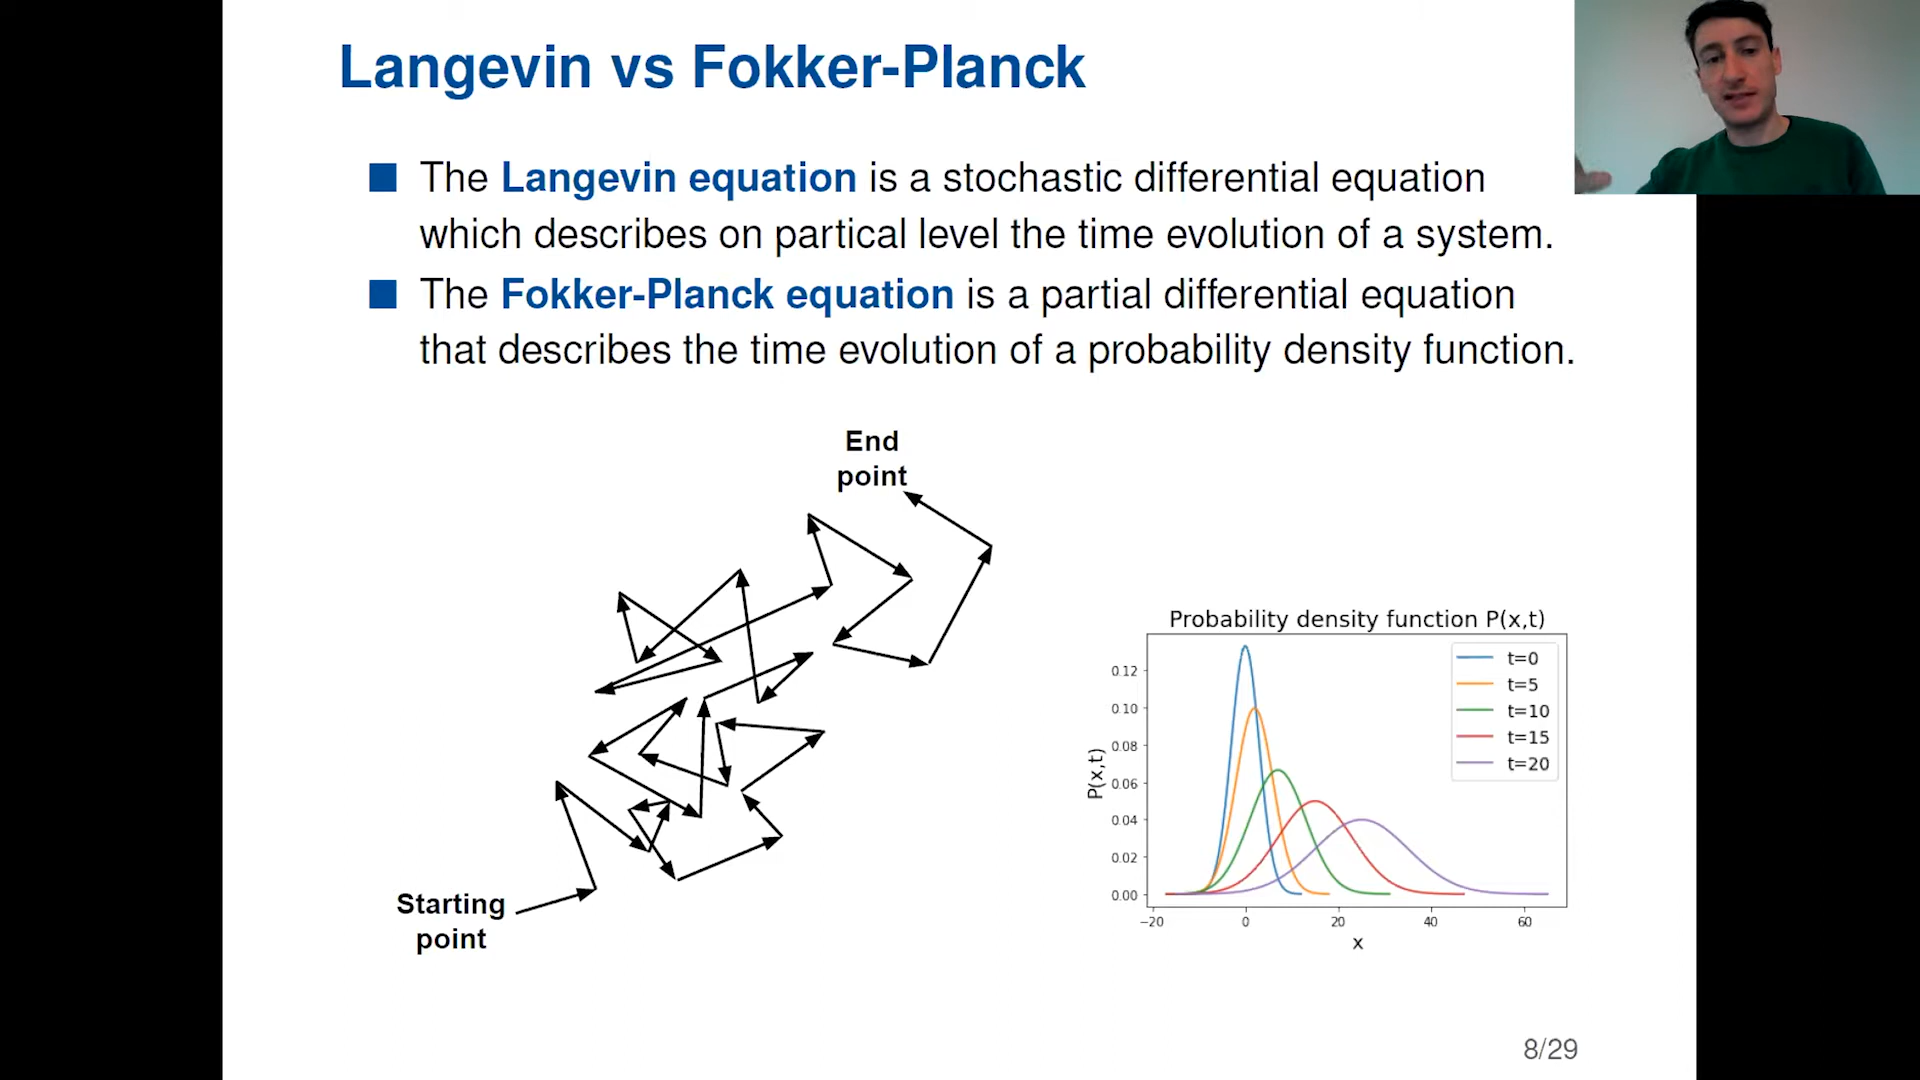 Langevin vs Fokker-Planck
The Langevin equation is a stochastic differential equation
which describes on partical level the time evolution of a system.
The Fokker-Planck equation is a partial differential equation
that describes the time evolution of a probability density function.
End
point
Starting
point
Probability density function P(x,t)
t=0
t=5
t=10
t=15
t=20
P(x,t)
0.12
0.10
0.08
0.06
0.04
0.02
0.00
−20 0 20 40 60
x
8/29